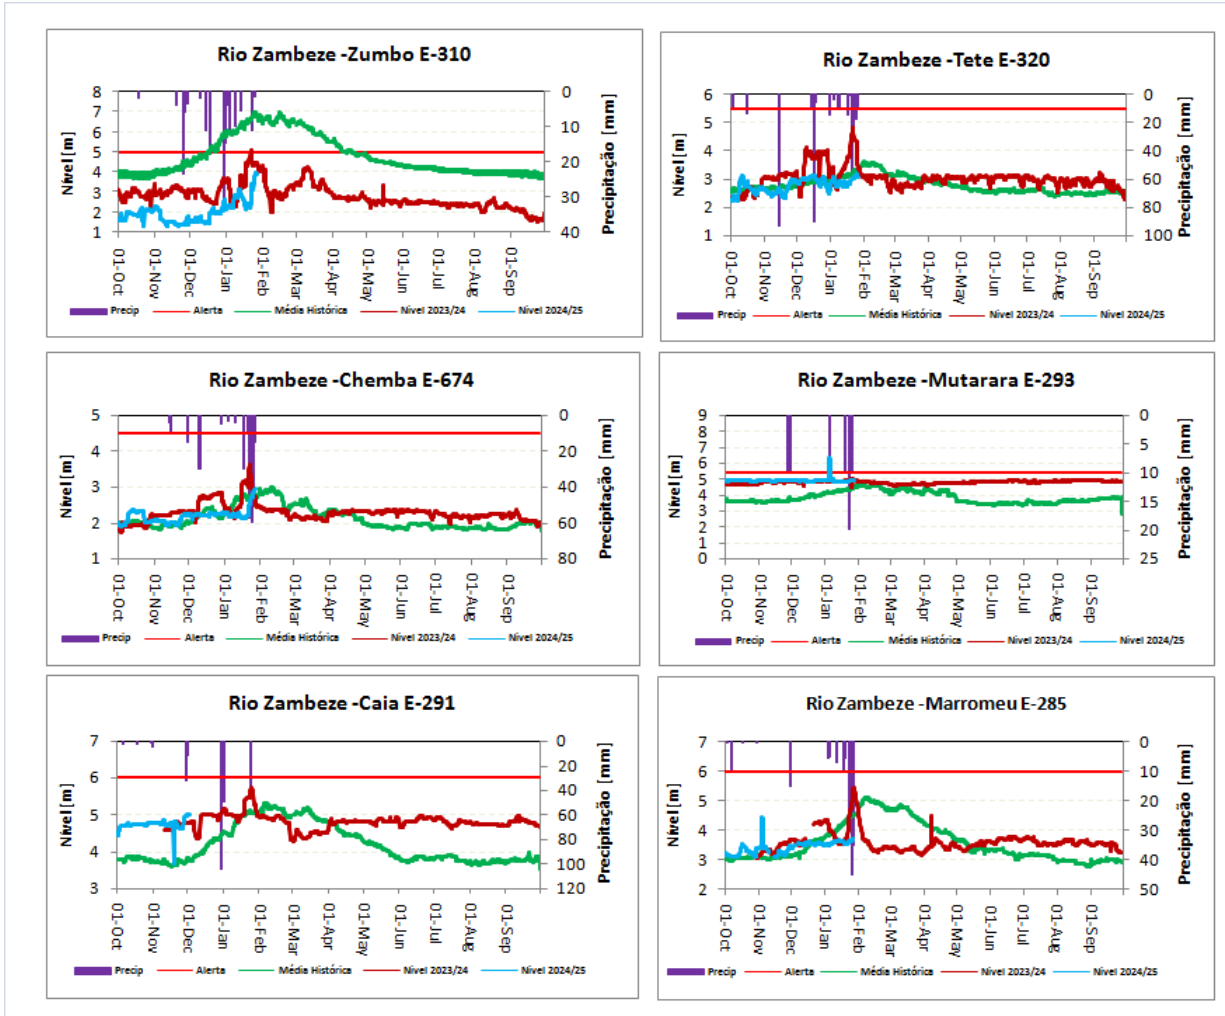 Rio Zambeze -Zumbo E-310
8
7
6
5
4
3
2
1
Nível [m]
0
10
20
30
40
Precipitação [mm]
01-Oct
01-Nov
01-Dec
01-Jan
01-Feb
01-Mar
01-Apr
01-May
01-Jun
01-Jul
01-Aug
01-Sep
Precip
Alerta
Média Histórica
Nivel 2023/24
Nivel 2024/25
Rio Zambeze -Tete E-320
6
5
4
3
2
1
Nível [m]
0
20
40
60
80
100
Precipitação [mm]
01-Oct
01-Nov
01-Dec
01-Jan
01-Feb
01-Mar
01-Apr
01-May
01-Jun
01-Jul
01-Aug
01-Sep
Precip
Alerta
Média Histórica
Nivel 2023/24
Nivel 2024/25
Rio Zambeze -Chemba E-674
5
4
3
2
1
Nível [m]
0
20
40
60
80
Precipitação [mm]
01-Oct
01-Nov
01-Dec
01-Jan
01-Feb
01-Mar
01-Apr
01-May
01-Jun
01-Jul
01-Aug
01-Sep
Precip
Alerta
Média Histórica
Nivel 2023/24
Nivel 2024/25
Rio Zambeze -Mutarara E-293
9
8
7
6
5
4
3
2
1
0
Nível [m]
0
5
10
15
20
25
Precipitação [mm]
01-Oct
01-Nov
01-Dec
01-Jan
01-Feb
01-Mar
01-Apr
01-May
01-Jun
01-Jul
01-Aug
01-Sep
Precip
Alerta
Média Histórica
Nivel 2023/24
Nivel 2024/25
Rio Zambeze -Caia E-291
7
6
5
4
3
Nível [m]
0
20
40
60
80
100
120
Precipitação [mm]
01-Oct
01-Nov
01-Dec
01-Jan
01-Feb
01-Mar
01-Apr
01-May
01-Jun
01-Jul
01-Aug
01-Sep
Precip
Alerta
Média Histórica
Nivel 2023/24
Nivel 2024/25
Rio Zambeze -Marromeu E-285
7
6
5
4
3
2
Nível [m]
0
10
20
30
40
50
Precipitação [mm]
01-Oct
01-Nov
01-Dec
01-Jan
01-Feb
01-Mar
01-Apr
01-May
01-Jun
01-Jul
01-Aug
01-Sep
Precip
Alerta
Média Histórica
Nivel 2023/24
Nivel 2024/25